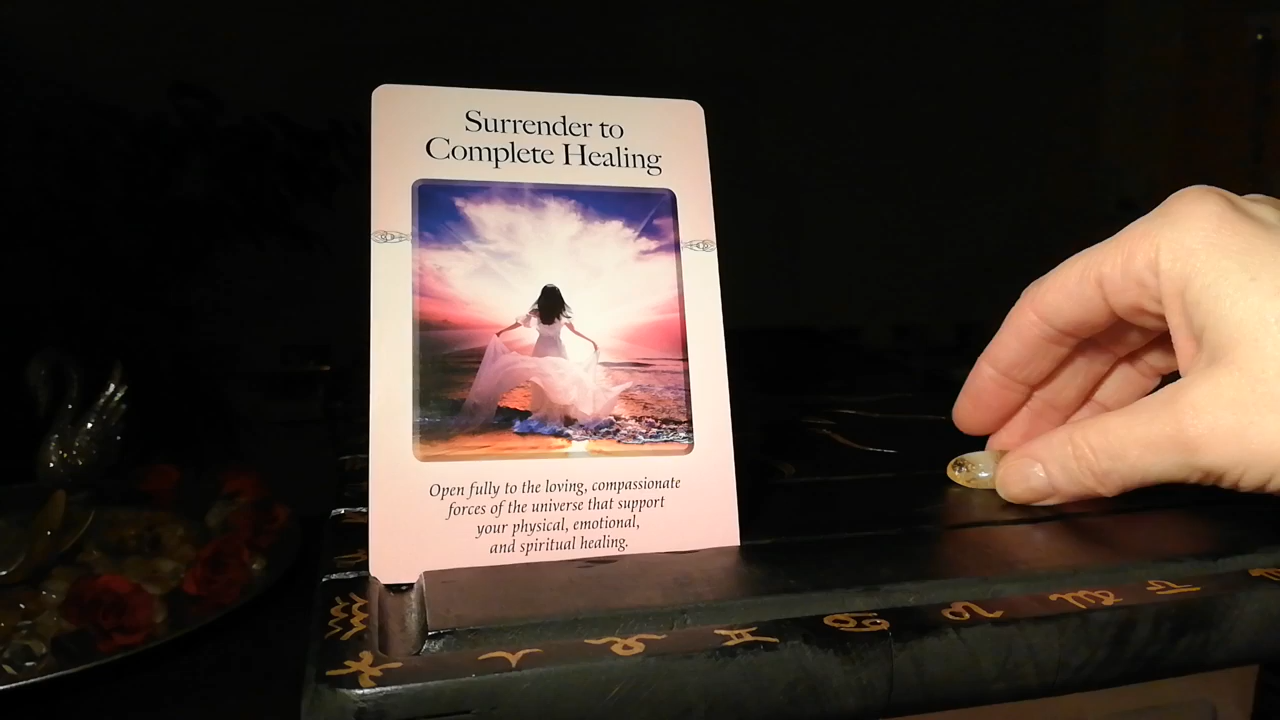 Surrender to
Complete Healing
Open fully to the loving, compassionate
forces of the universe that support
your physical, emotional,
and spiritual healing.